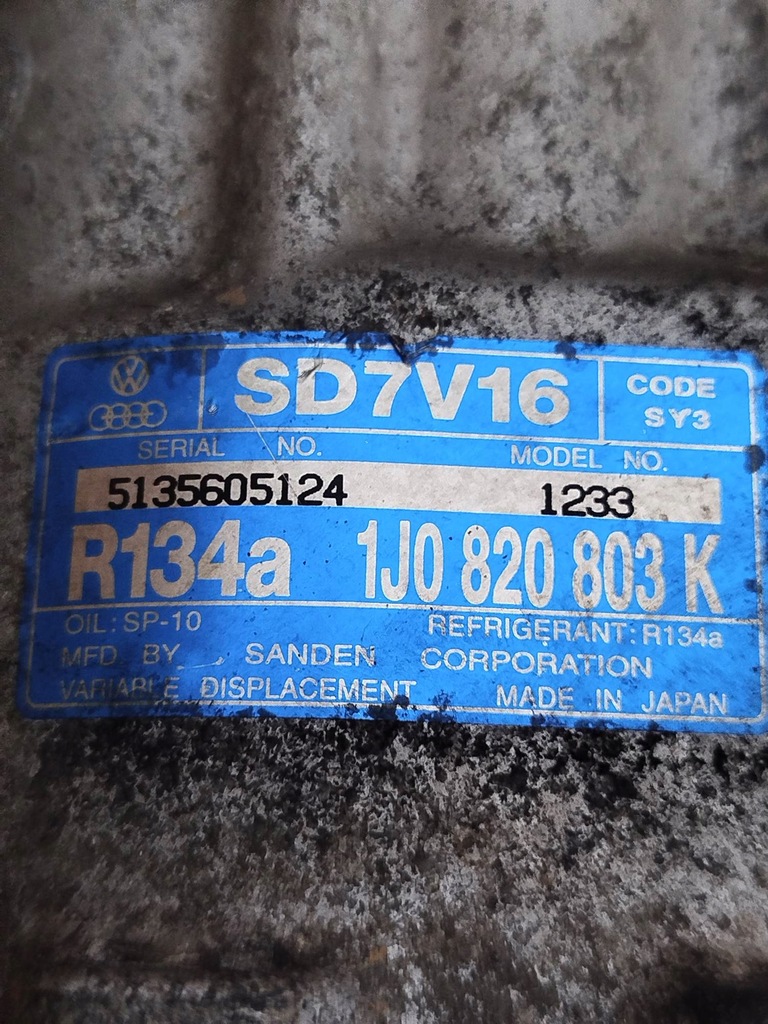 SD7V16
CODE
SY3
SERIAL NO.
MODEL NO.
5135605124
1233
R134a 1J0 820 803 K
OIL: SP-10
REFRIGERANT: R134a
MFD BY SANDEN CORPORATION
VARIABLE DISPLACEMENT
MADE IN JAPAN